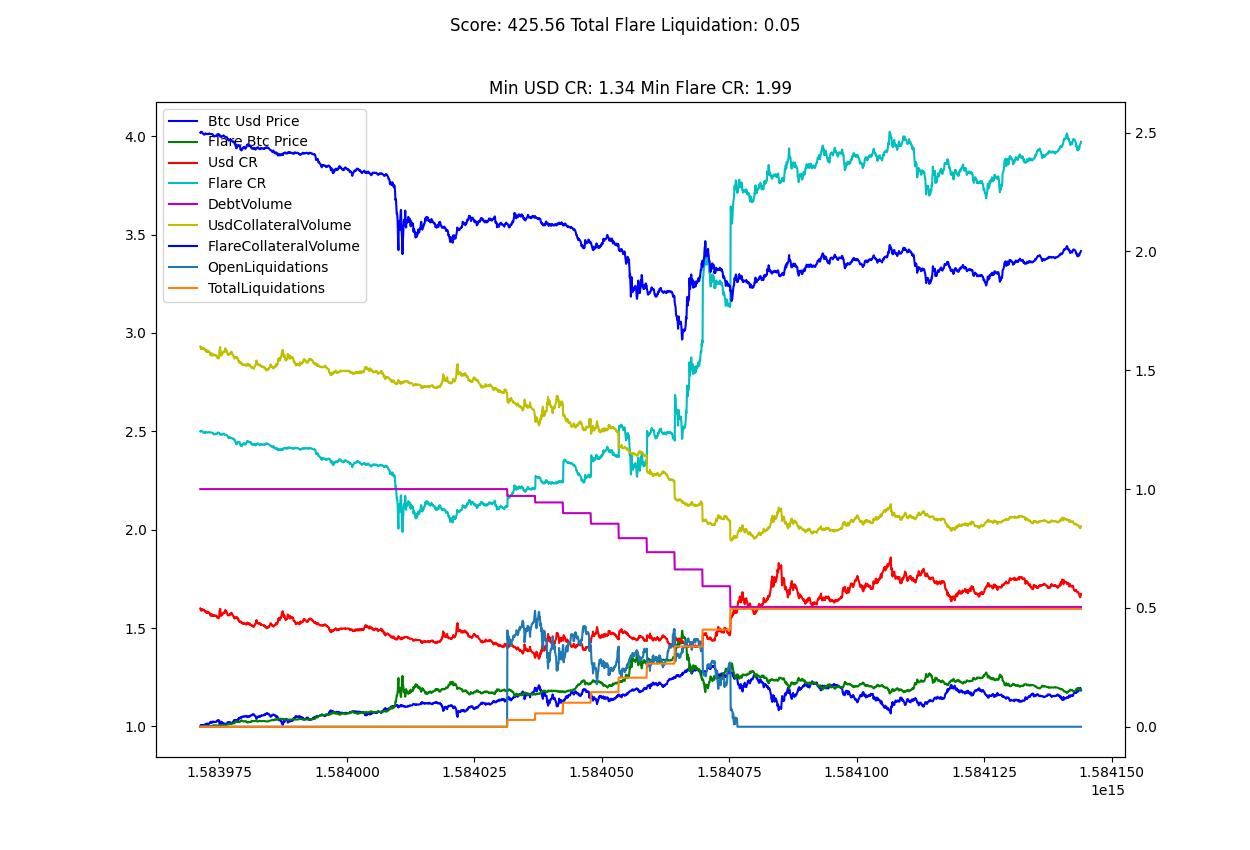 Score: 425.56 Total Flare Liquidation: 0.05
Min USD CR: 1.34 Min Flare CR: 1.99
Btc Usd Price
Flare Btc Price
Usd CR
Flare CR
DebtVolume
UsdCollateralVolume
FlareCollateralVolume
OpenLiquidations
TotalLiquidations
4.0
3.5
3.0
2.5
2.0
1.5
1.0
2.5
2.0
1.5
1.0
0.5
0.0
1.583975 1.584000 1.584025 1.584050 1.584075 1.584100 1.584125 1.584150
1e15